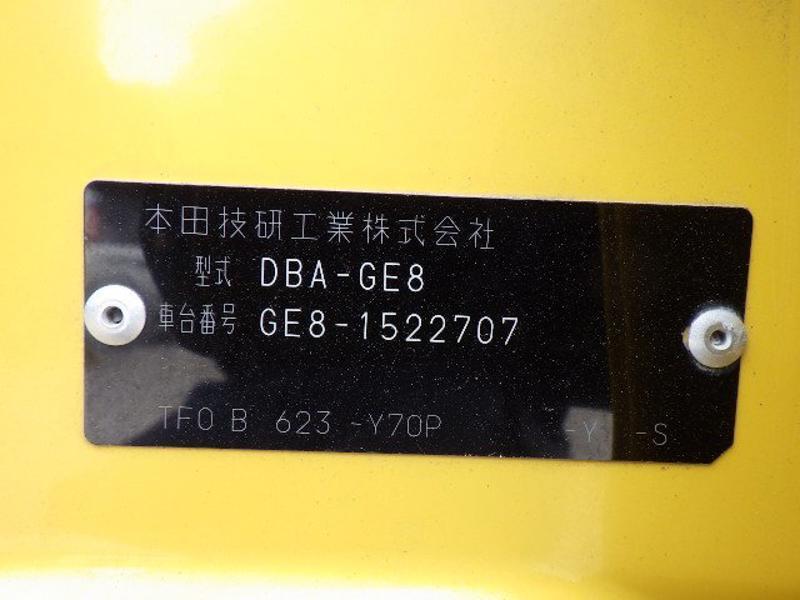 本田技研工業株式会社
型式 DBA-GE8
車台番号 GE8-1522707
TF0 B 623 -Y70P -Y -S